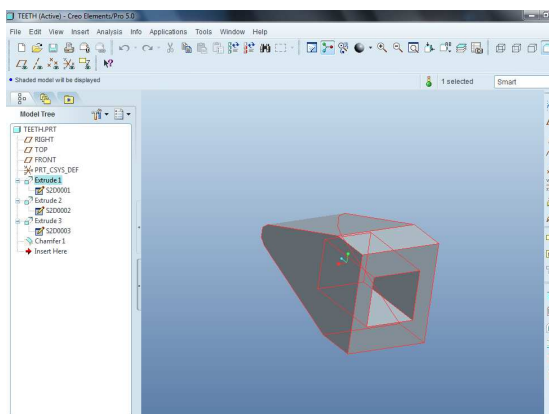 TEETH (Active) - Creo Elements/Pro 5.0
File Edit View Insert Analysis Info Applications Tools Window Help
Shaded model will be displayed
1 selected
Smart
Model Tree
TEETH.PRT
RIGHT
TOP
FRONT
PRT_CSYS_DEF
Extrude 1
S2D0001
Extrude 2
S2D0002
Extrude 3
S2D0003
Chamfer 1
Insert Here